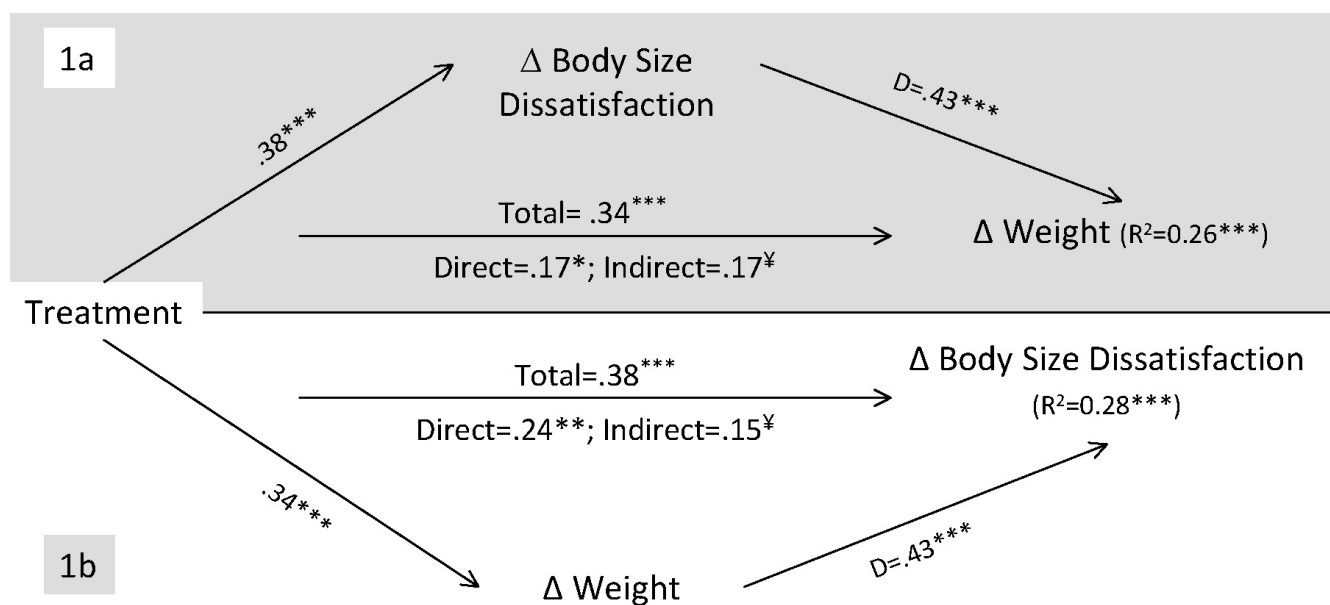 1a
Δ Body Size
Dissatisfaction
.38***
D=.43***
Total= .34***
Δ Weight (R²=0.26***)
Direct=.17*; Indirect=.17¥
Treatment
Total=.38***
Δ Body Size Dissatisfaction
(R²=0.28***)
Direct=.24**; Indirect=.15¥
.34***
D=.43***
1b
Δ Weight